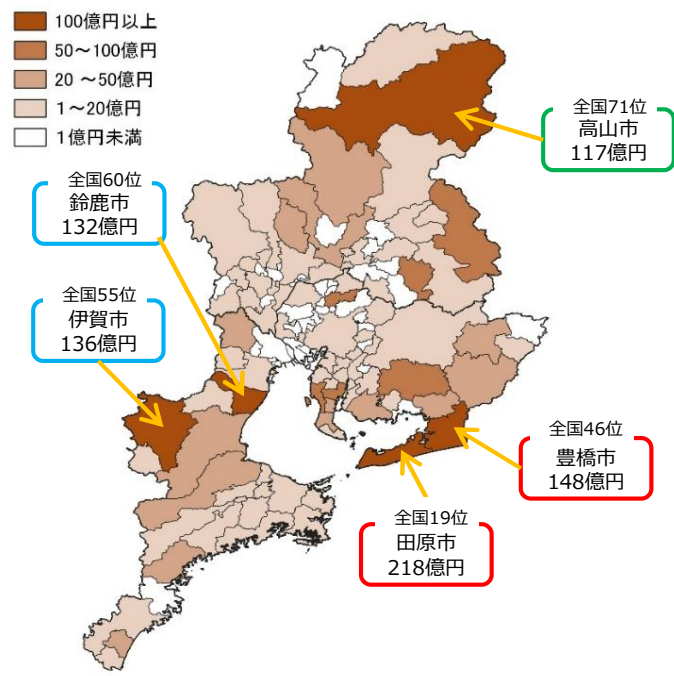 100億円以上
50～100億円
20 ～50億円
1～20億円
1億円未満
全国71位
高山市
117億円
全国60位
鈴鹿市
132億円
全国55位
伊賀市
136億円
全国46位
豊橋市
148億円
全国19位
田原市
218億円